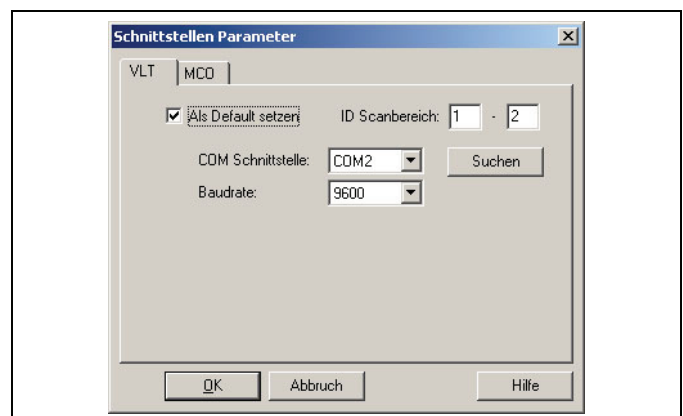 Schnittstellen Parameter
VLT MCO
Als Default setzen ID Scanbereich: 1 - 2
COM Schnittstelle: COM2 Suchen
Baudrate: 9600
OK Abbruch Hilfe